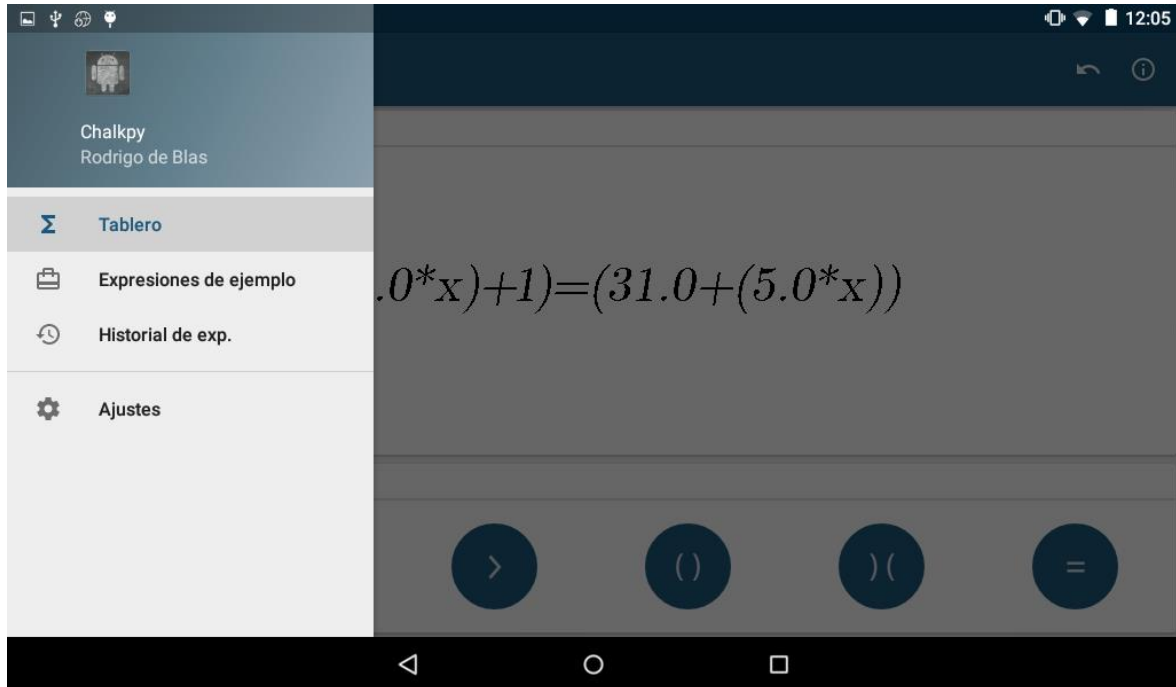 12:05
Chalkpy
Rodrigo de Blas
Σ Tablero
Expresiones de ejemplo
Historial de exp.
Ajustes
.0*x)+1)=(31.0+(5.0*x))
> ( ) ) ( =